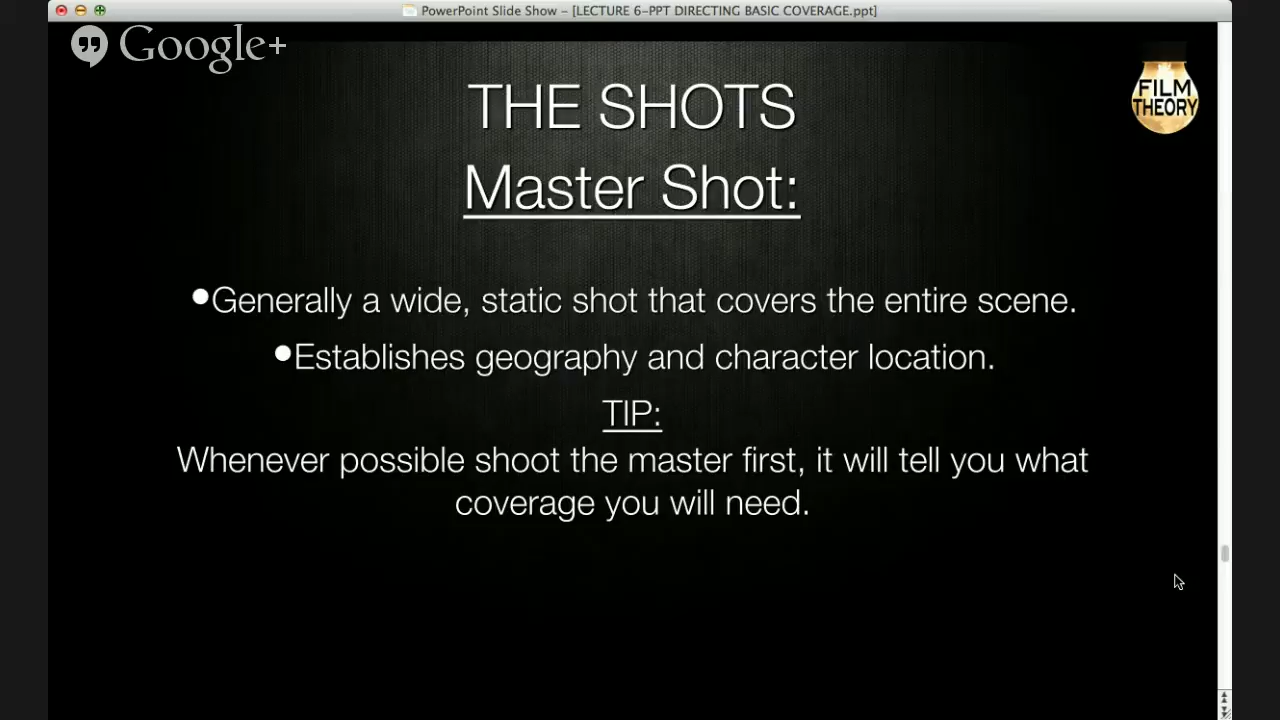 PowerPoint Slide Show – [LECTURE 6-PPT DIRECTING BASIC COVERAGE.ppt]
Google+
FILM
THEORY
THE SHOTS
Master Shot:
•Generally a wide, static shot that covers the entire scene.
•Establishes geography and character location.
TIP:
Whenever possible shoot the master first, it will tell you what
coverage you will need.